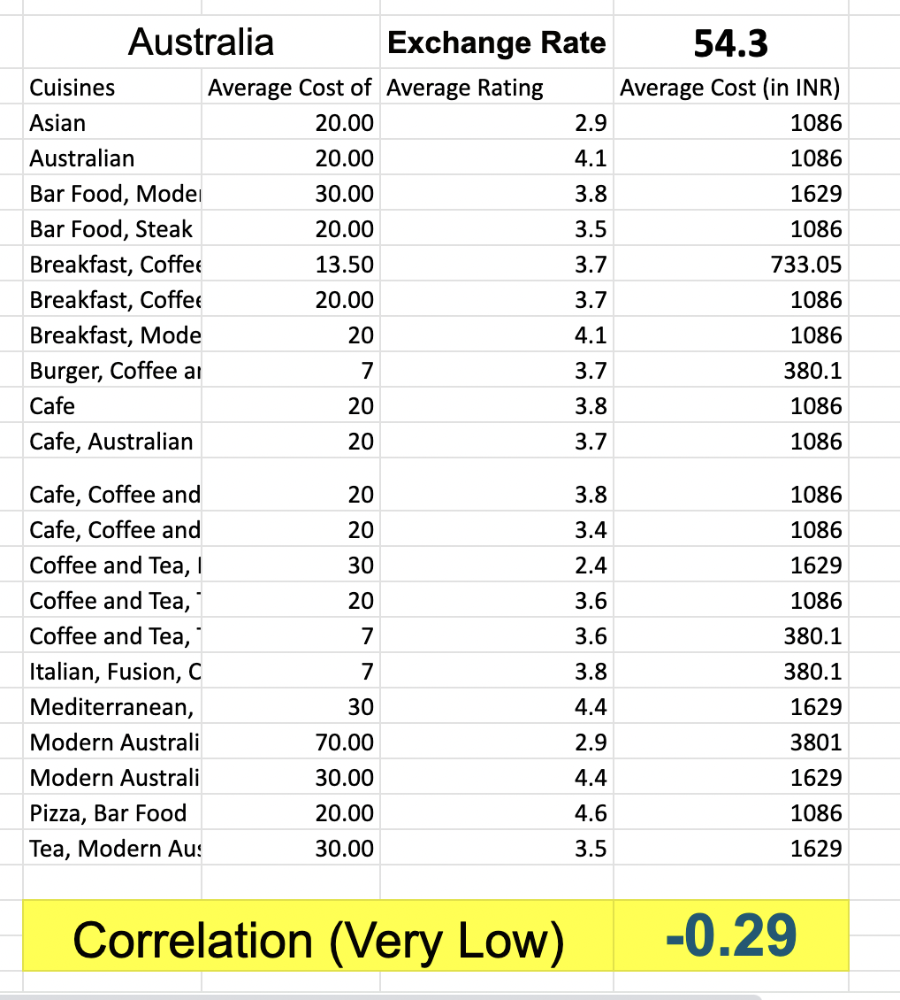 Australia Exchange Rate 54.3
Cuisines Average Cost of Average Rating Average Cost (in INR)
Asian 20.00 2.9 1086
Australian 20.00 4.1 1086
Bar Food, 30.00 3.8 1629
Bar Food, Steak 20.00 3.5 1086
Breakfast, 13.50 3.7 733.05
Breakfast, 20.00 3.7 1086
Breakfast, 20 4.1 1086
Burger, Coffee 7 3.7 380.1
Cafe 20 3.8 1086
Cafe, Australian 20 3.7 1086
Cafe, Coffee and 20 3.8 1086
Cafe, Coffee and 20 3.4 1086
Coffee and Tea, 30 2.4 1629
Coffee and Tea, 20 3.6 1086
Coffee and Tea, 7 3.6 380.1
Italian, Fusion, 7 3.8 380.1
Mediterranean, 30 4.4 1629
Modern Australi 70.00 2.9 3801
Modern Australi 30.00 4.4 1629
Pizza, Bar Food 20.00 4.6 1086
Tea, Modern 30.00 3.5 1629
Correlation (Very Low) -0.29